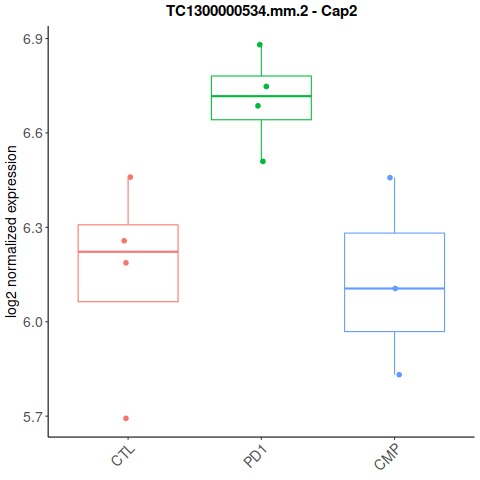 TC1300000534.mm.2 - Cap2
log2 normalized expression
6.9
6.6
6.3
6.0
5.7
CTL
PD1
CMP